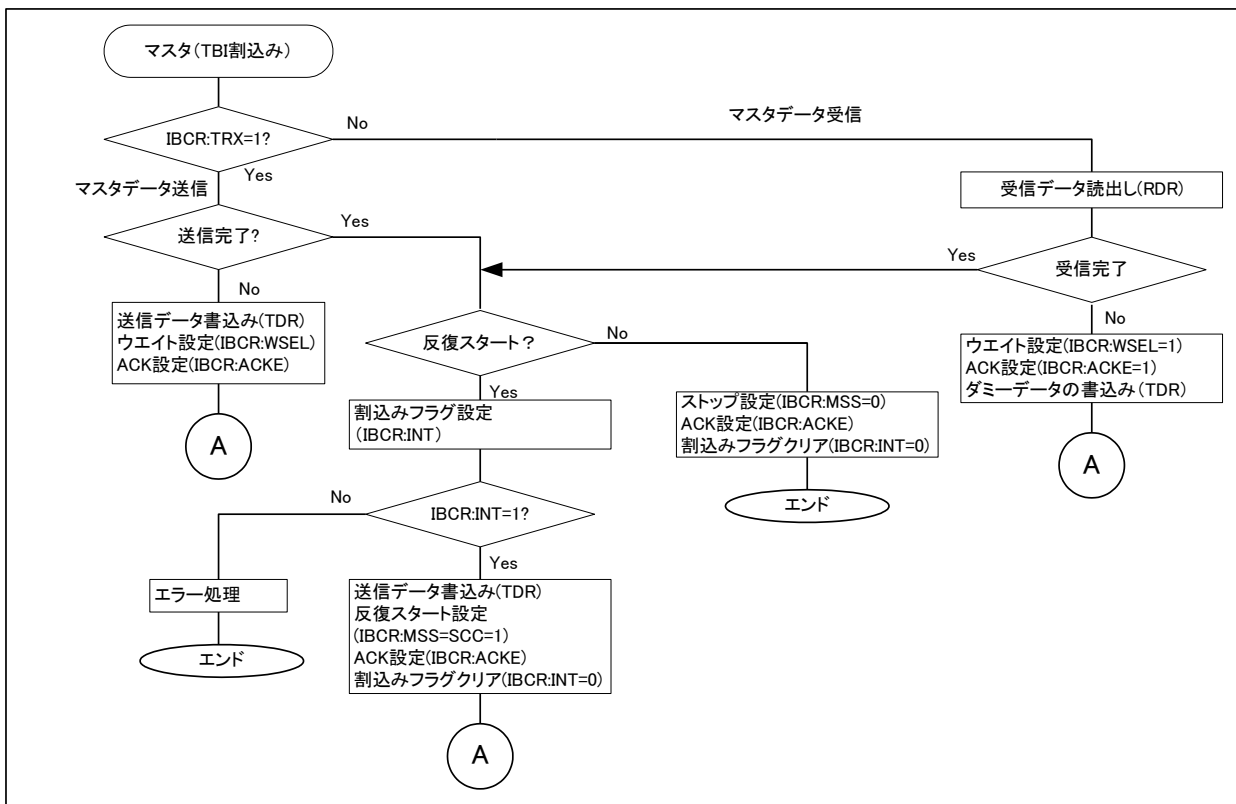 マスタ(TBI割込み)
IBCR:TRX=1?
No
マスタデータ受信
Yes
マスタデータ送信
受信データ読出し(RDR)
送信完了?
Yes
Yes
受信完了
No
送信データ書込み(TDR)
ウエイト設定(IBCR:WSEL)
ACK設定(IBCR:ACKE)
A
反復スタート?
No
No
ウエイト設定(IBCR:WSEL=1)
ACK設定(IBCR:ACKE=1)
ダミーデータの書込み(TDR)
A
Yes
割込みフラグ設定
(IBCR:INT)
ストップ設定(IBCR:MSS=0)
ACK設定(IBCR:ACKE)
割込みフラグクリア(IBCR:INT=0)
エンド
No
IBCR:INT=1?
Yes
エラー処理
エンド
送信データ書込み(TDR)
反復スタート設定
(IBCR:MSS=SCC=1)
ACK設定(IBCR:ACKE)
割込みフラグクリア(IBCR:INT=0)
A